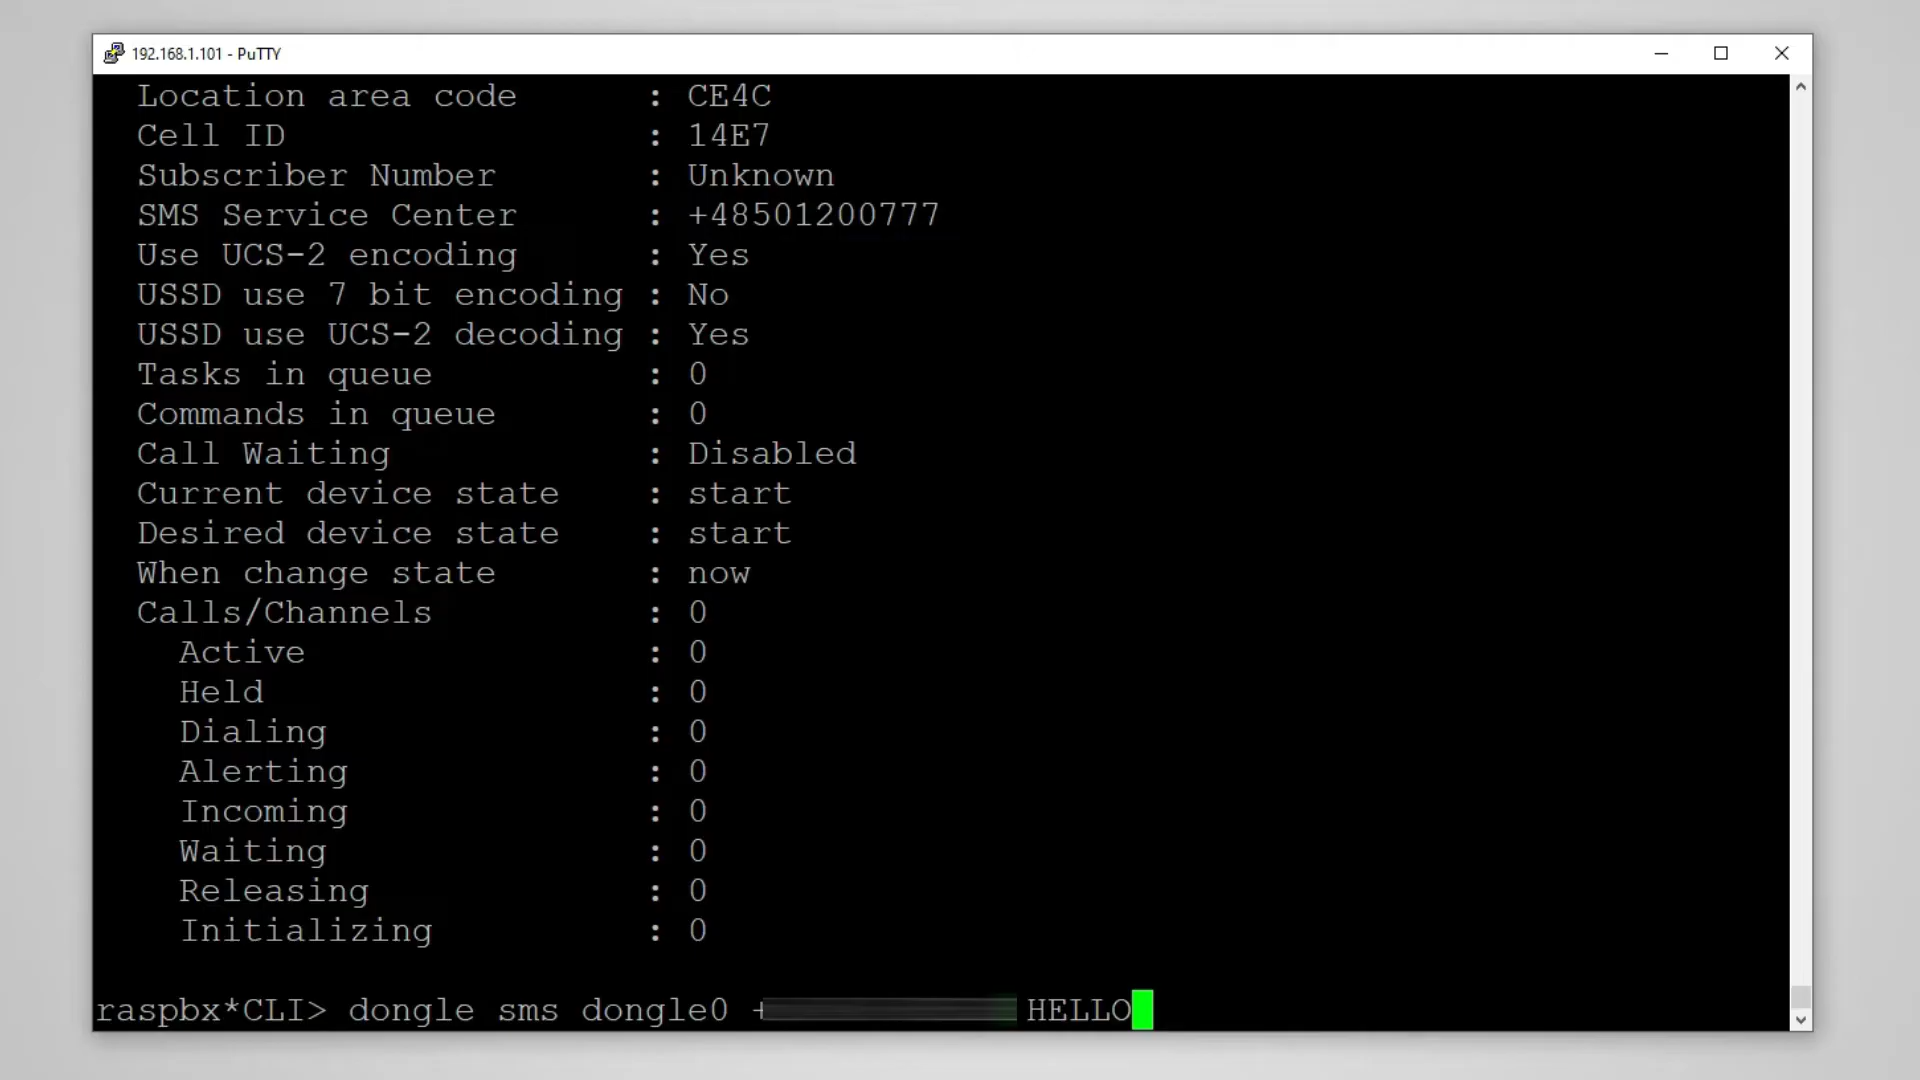 192.168.1.101 - PuTTY
Location area code : CE4C
Cell ID : 14E7
Subscriber Number : Unknown
SMS Service Center : +48501200777
Use UCS-2 encoding : Yes
USSD use 7 bit encoding : No
USSD use UCS-2 decoding : Yes
Tasks in queue : 0
Commands in queue : 0
Call Waiting : Disabled
Current device state : start
Desired device state : start
When change state : now
Calls/Channels : 0
Active : 0
Held : 0
Dialing : 0
Alerting : 0
Incoming : 0
Waiting : 0
Releasing : 0
Initializing : 0
raspbx*CLI> dongle sms dongle0 + HELLO